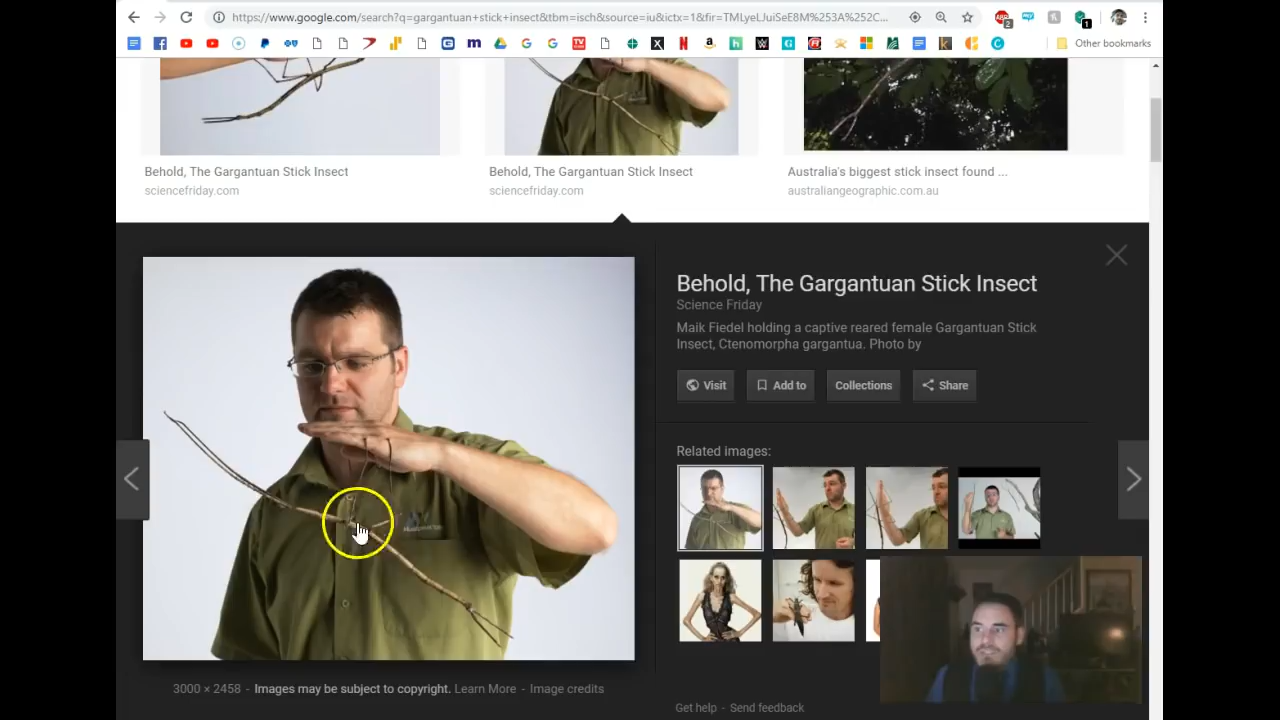 https://www.google.com/search?q=gargantuan+stick+insect&tbm=isch&source=iu&ictx=1&fir=TMLyeLJuiSeE8M%253A%252C...
Other bookmarks
Behold, The Gargantuan Stick Insect
sciencefriday.com
Behold, The Gargantuan Stick Insect
sciencefriday.com
Australia's biggest stick insect found ...
australiangeographic.com.au
Behold, The Gargantuan Stick Insect
Science Friday
Maik Fiedel holding a captive reared female Gargantuan Stick
Insect, Ctenomorpha gargantua. Photo by
Visit
Add to
Collections
Share
Related images:
3000 × 2458 - Images may be subject to copyright. Learn More - Image credits
Get help - Send feedback